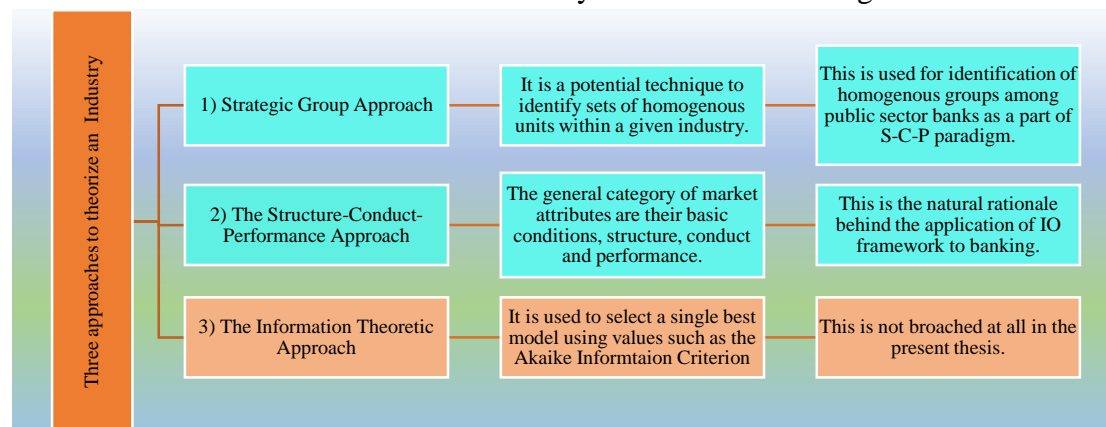 Three approaches to theorize an Industry
1) Strategic Group Approach
It is a potential technique to
identify sets of homogenous
units within a given industry.
This is used for identification of
homogenous groups among
public sector banks as a part of
S-C-P paradigm.
2) The Structure-Conduct-
Performance Approach
The general category of market
attributes are their basic
conditions, structure, conduct
and performance.
This is the natural rationale
behind the application of IO
framework to banking.
3) The Information Theoretic
Approach
It is used to select a single best
model using values such as the
Akaike Informtaion Criterion
This is not broached at all in the
present thesis.